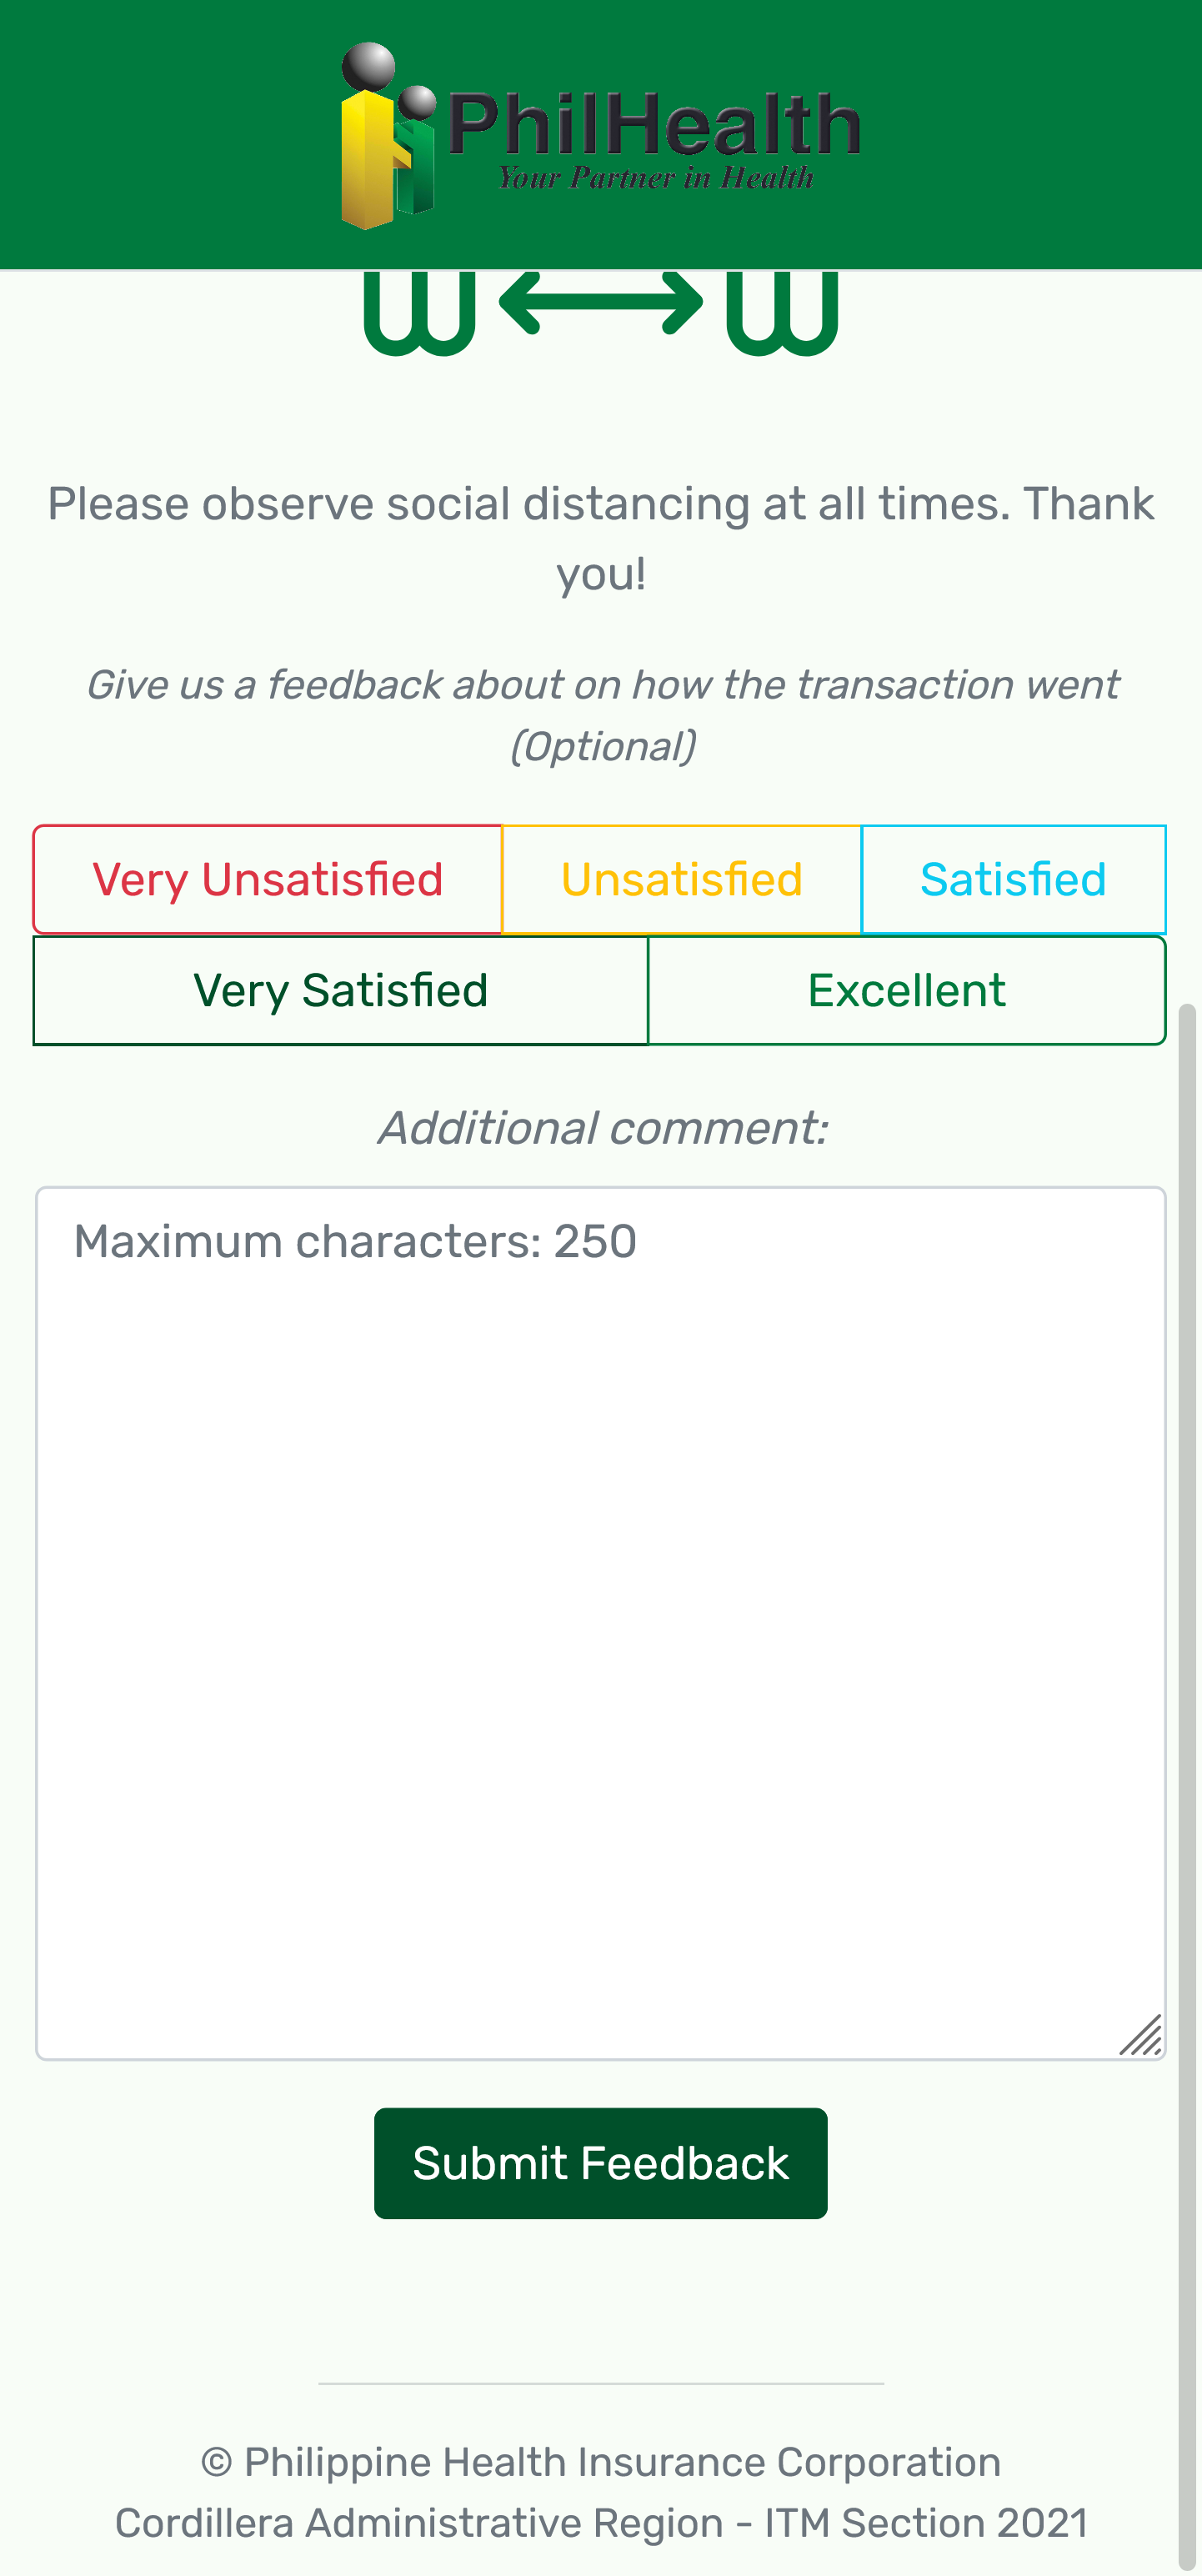 PhilHealth
Your Partner in Health
Please observe social distancing at all times. Thank
you!
Give us a feedback about on how the transaction went
(Optional)
Very Unsatisfied
Unsatisfied
Satisfied
Very Satisfied
Excellent
Additional comment:
Maximum characters: 250
Submit Feedback
© Philippine Health Insurance Corporation
Cordillera Administrative Region - ITM Section 2021